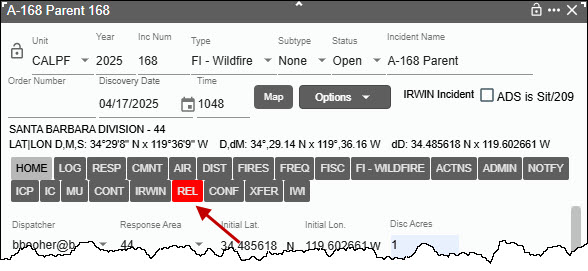 A-168 Parent 168
Unit Year Inc Num Type Subtype Status Incident Name
CALPF 2025 168 FI - Wildfire None Open A-168 Parent
Order Number Discovery Date Time
04/17/2025 1048 Map Options IRWIN Incident ADS is Sit/209
SANTA BARBARA DIVISION - 44
LAT|LON D,M,S: 34°29'8" N x 119°36'9" W D,dM: 34°,29.14 N x 119°,36.16 W dD: 34.485618 N x 119.602661 W
HOME LOG RESP CMNT AIR DIST FIRES FREQ FISC FI - WILDFIRE ACTNS ADMIN NOTFY
ICP IC MU CONT IRWIN REL CONF XFER IWI
Dispatcher Response Area Initial Lat. Initial Lon. Disc Acres
44 34.485618 N 119.602661 W 1